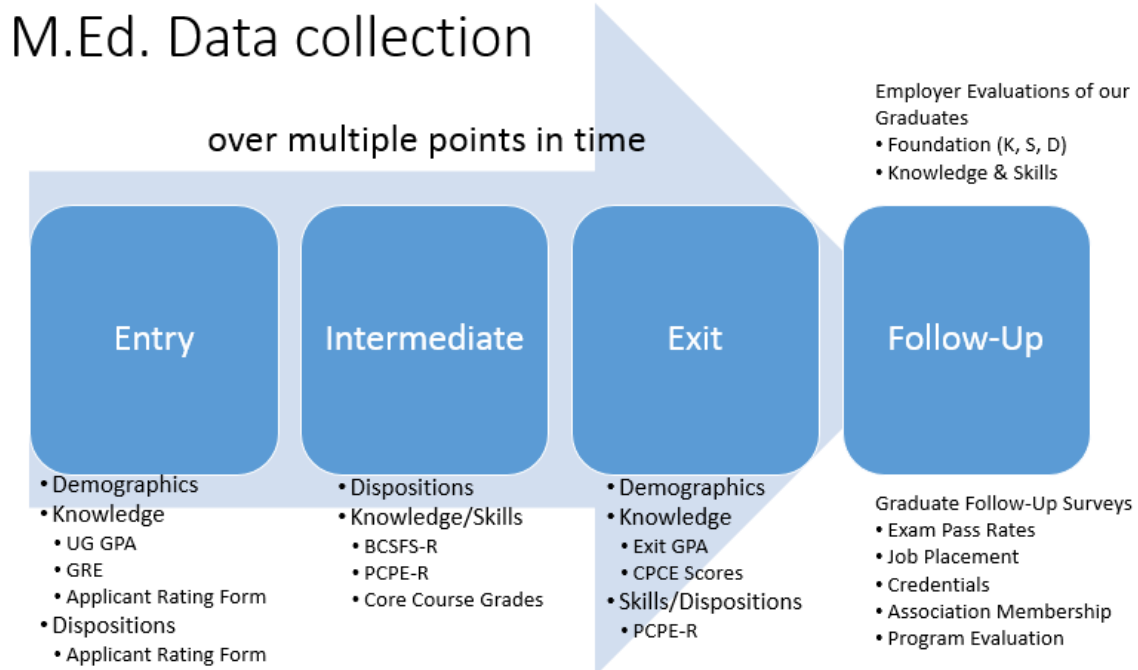 M.Ed. Data collection
over multiple points in time
Employer Evaluations of our
Graduates
• Foundation (K, S, D)
• Knowledge & Skills
Entry
Intermediate
Exit
Follow-Up
• Demographics
• Knowledge
• UG GPA
• GRE
• Applicant Rating Form
• Dispositions
• Applicant Rating Form
• Dispositions
• Knowledge/Skills
• BCSFS-R
• PCPE-R
• Core Course Grades
• Demographics
• Knowledge
• Exit GPA
• CPCE Scores
• Skills/Dispositions
• PCPE-R
Graduate Follow-Up Surveys
• Exam Pass Rates
• Job Placement
• Credentials
• Association Membership
• Program Evaluation